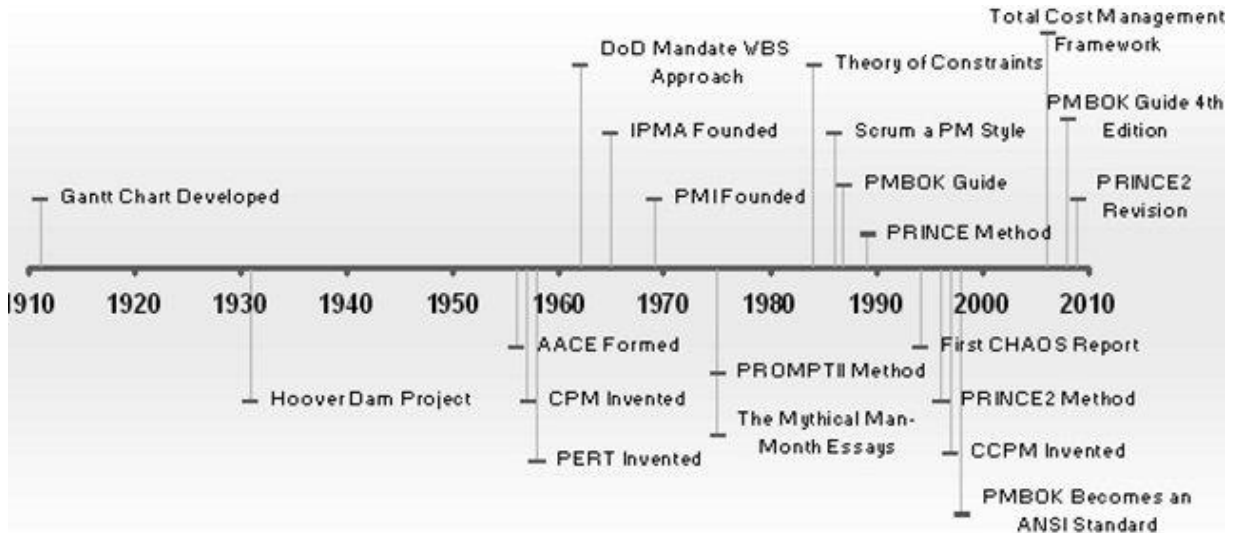 Total Cost Management
Framework
DoD Mandate WBS
Approach
Theory of Constraints
PMBOK Guide 4th
Edition
IPMA Founded
Scrum a PM Style
Gantt Chart Developed
PMI Founded
PMBOK Guide
PRINCE2
Revision
PRINCE Method
1910 1920 1930 1940 1950 1960 1970 1980 1990 2000 2010
AACE Formed
First CHAOS Report
PROMPTII Method
Hoover Dam Project
CPM Invented
PRINCE2 Method
The Mythical Man-
Month Essays
PERT Invented
CCPM Invented
PMBOK Becomes an
ANSI Standard